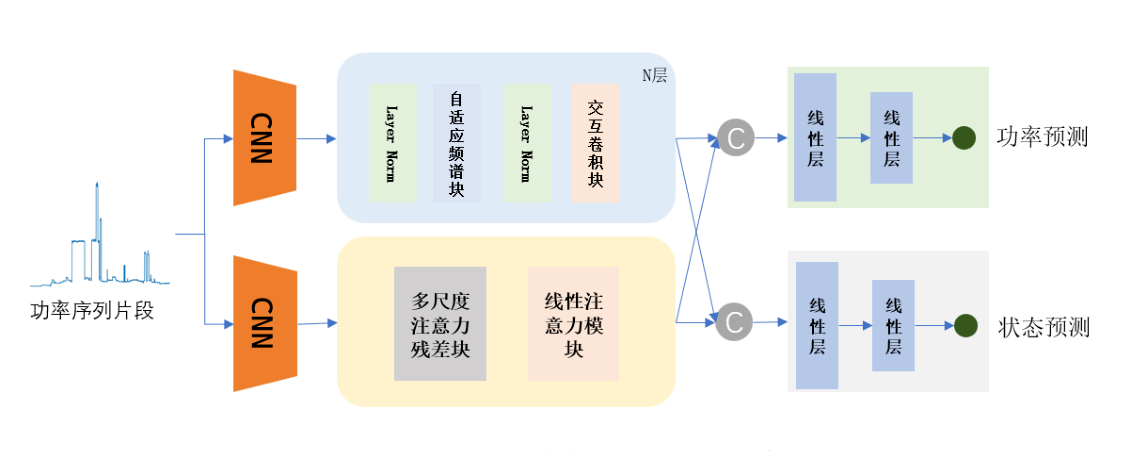 N层
CNN
Layer Norm
自适应频谱块
Layer Norm
交互卷积块
C
线性层
线性层
功率预测
功率序列片段
CNN
多尺度
注意力
残差块
线性注
意力模
块
C
线性层
线性层
状态预测